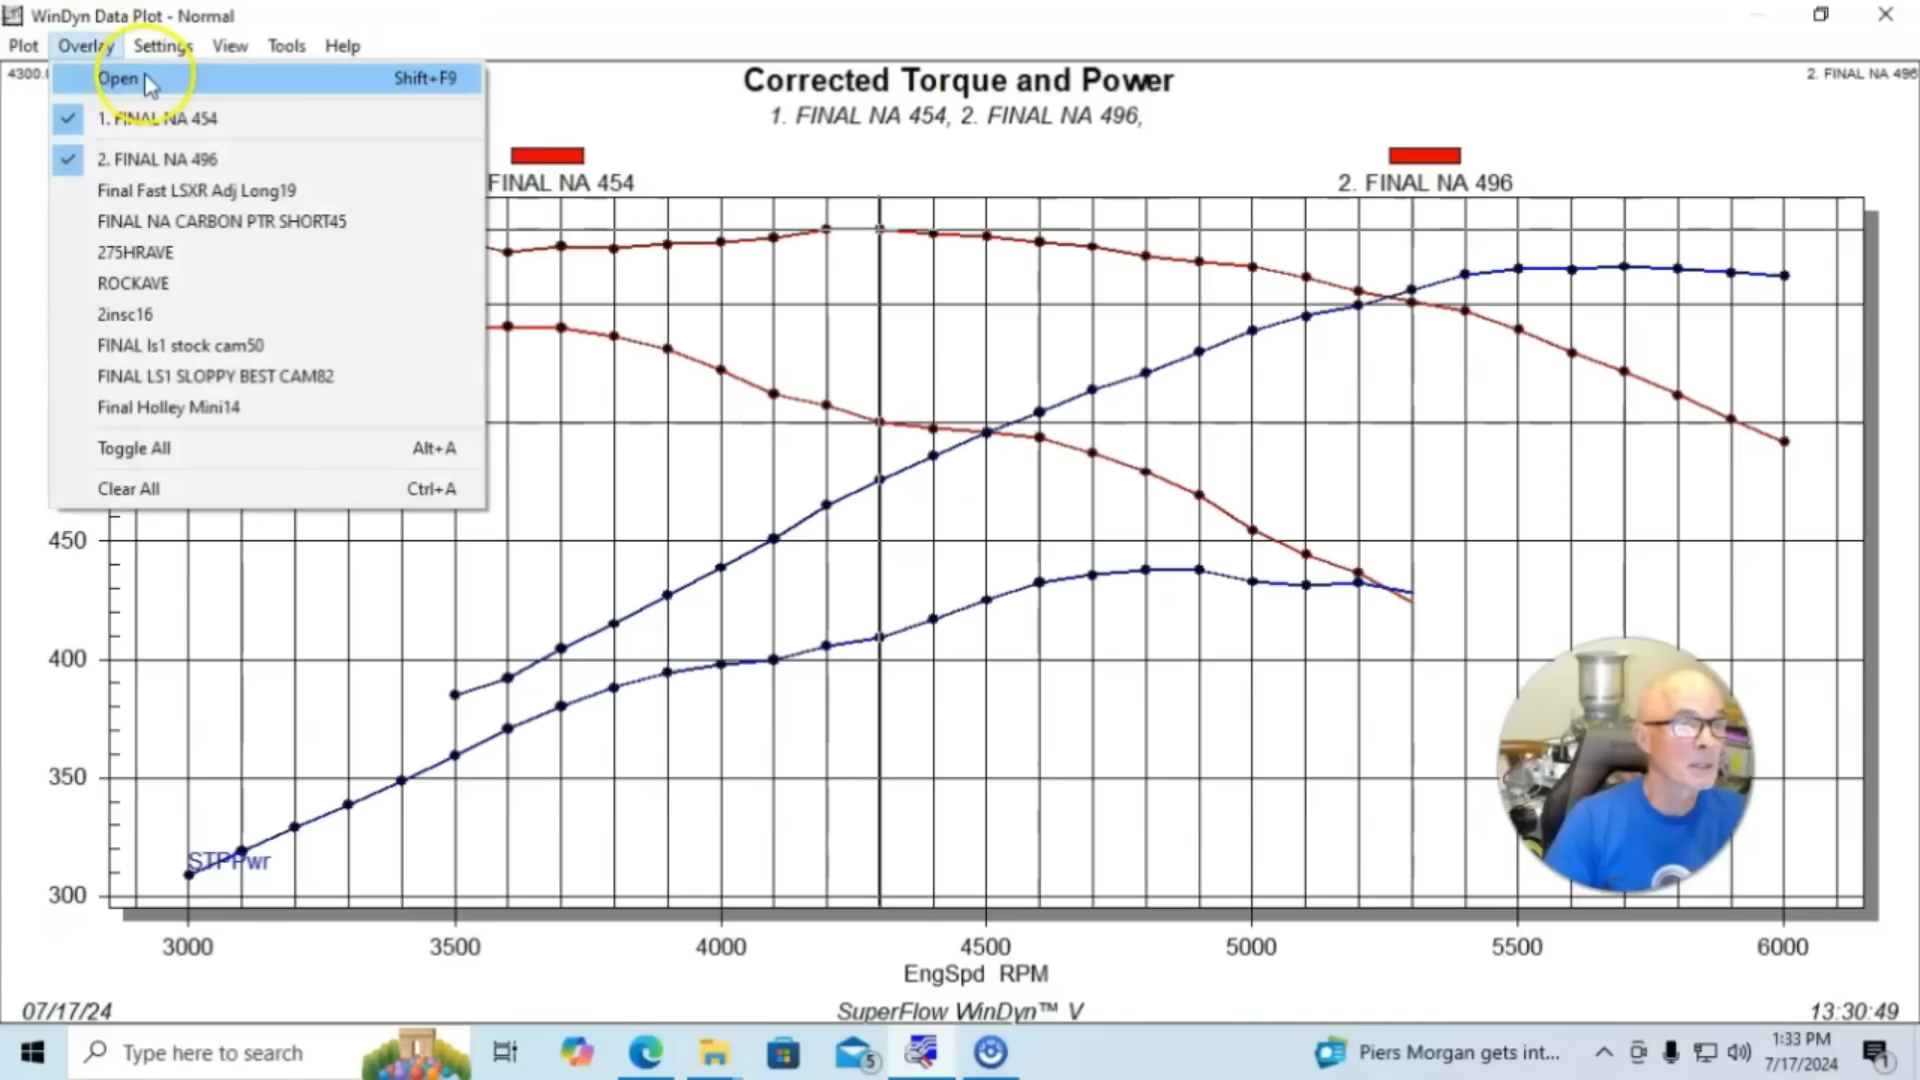 WinDyn Data Plot - Normal
Plot Overlay Settings View Tools Help
Open Shift+F9
1. FINAL NA 454
2. FINAL NA 496
Final Fast LSXR Adj Long19
FINAL NA CARBON PTR SHORT45
275HRAVE
ROCKAVE
2insc16
FINAL ls1 stock cam50
FINAL LS1 SLOPPY BEST CAM82
Final Holley Mini14
Toggle All Alt+A
Clear All Ctrl+A
4300.0
Corrected Torque and Power
2. FINAL NA 496
1. FINAL NA 454, 2. FINAL NA 496,
FINAL NA 454
2. FINAL NA 496
450
400
350
300
STPPwr
3000 3500 4000 4500 5000 5500 6000
EngSpd RPM
07/17/24 SuperFlow WinDyn™ V 13:30:49
Type here to search
5
Piers Morgan gets int...
1:33 PM
7/17/2024
1